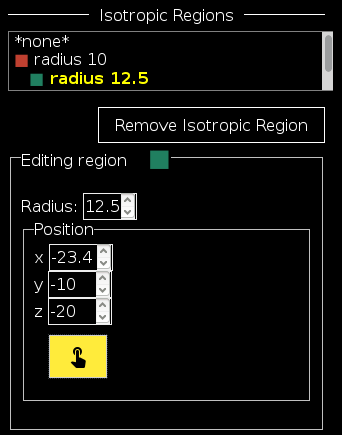 Isotropic Regions
*none*
radius 10
radius 12.5
Remove Isotropic Region
Editing region
Radius: 12.5
Position
x -23.4
y -10
z -20